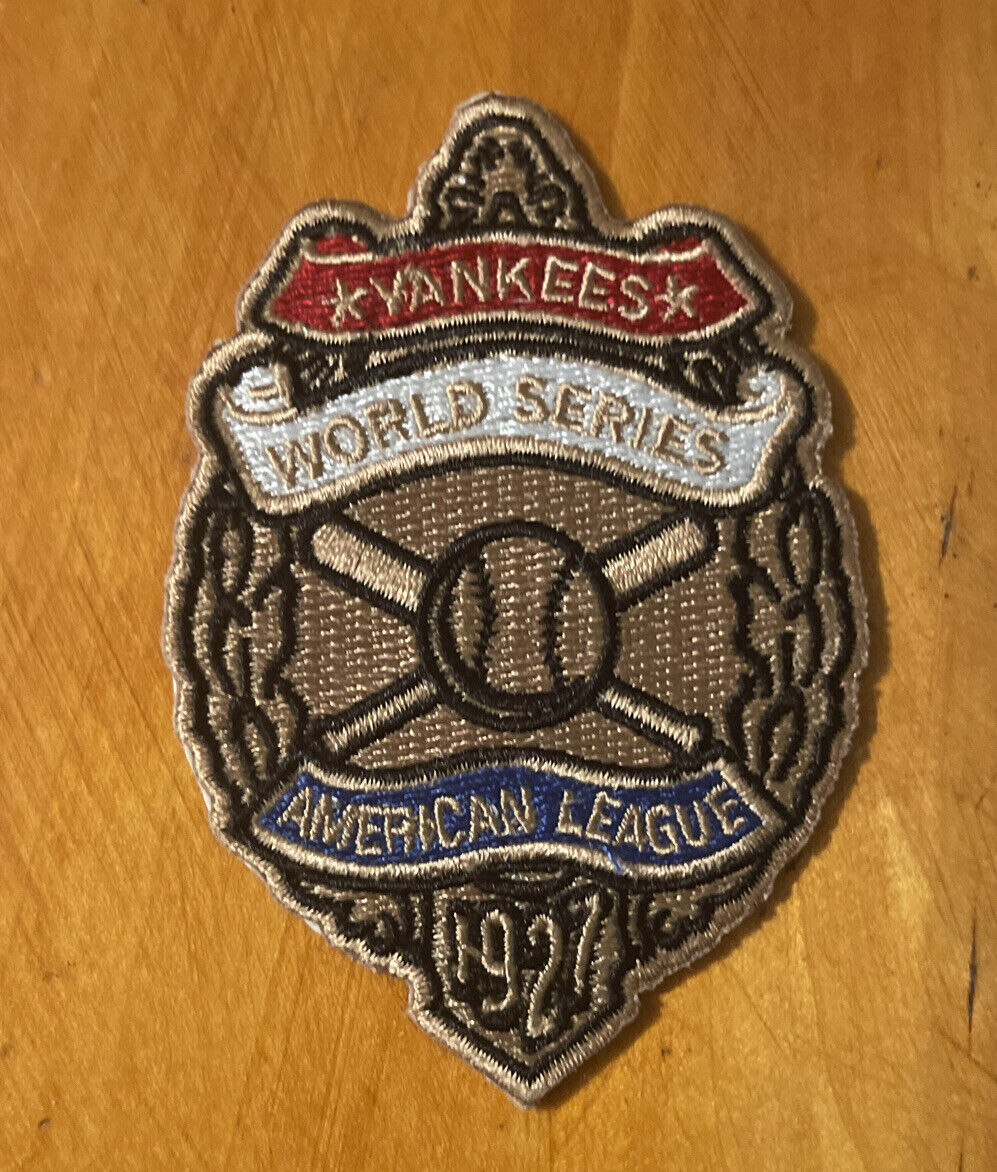 YANKEES
WORLD SERIES
AMERICAN LEAGUE
1927